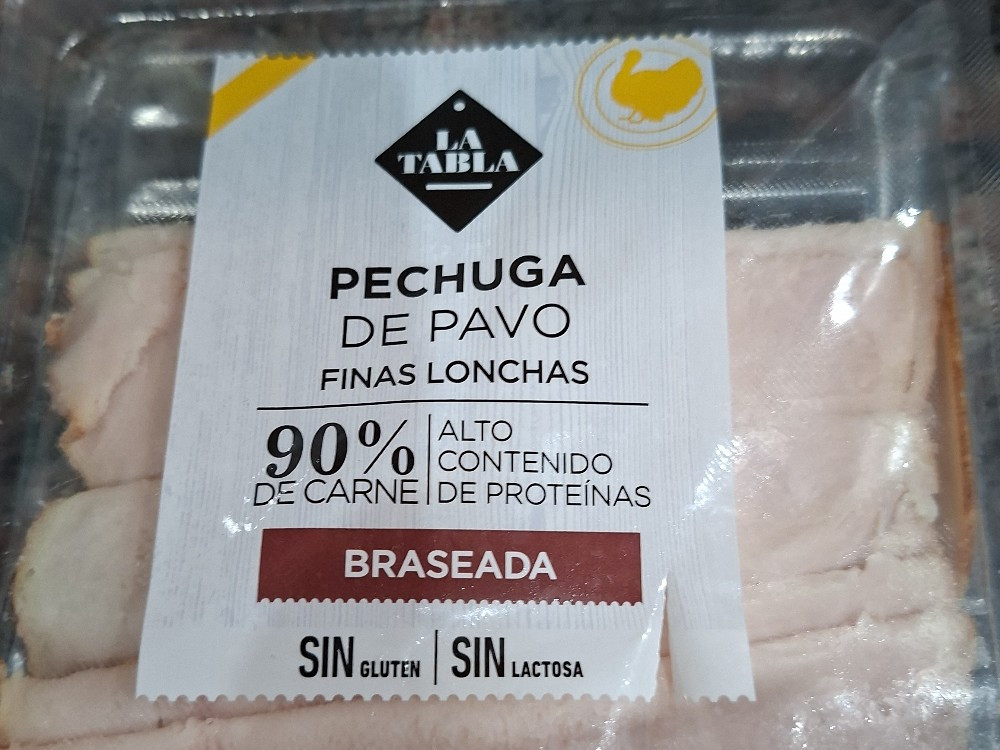 LA
TABLA
PECHUGA
DE PAVO
FINAS LONCHAS
90%
DE CARNE
ALTO
CONTENIDO
DE PROTEÍNAS
BRASEADA
SIN GLUTEN | SIN LACTOSA